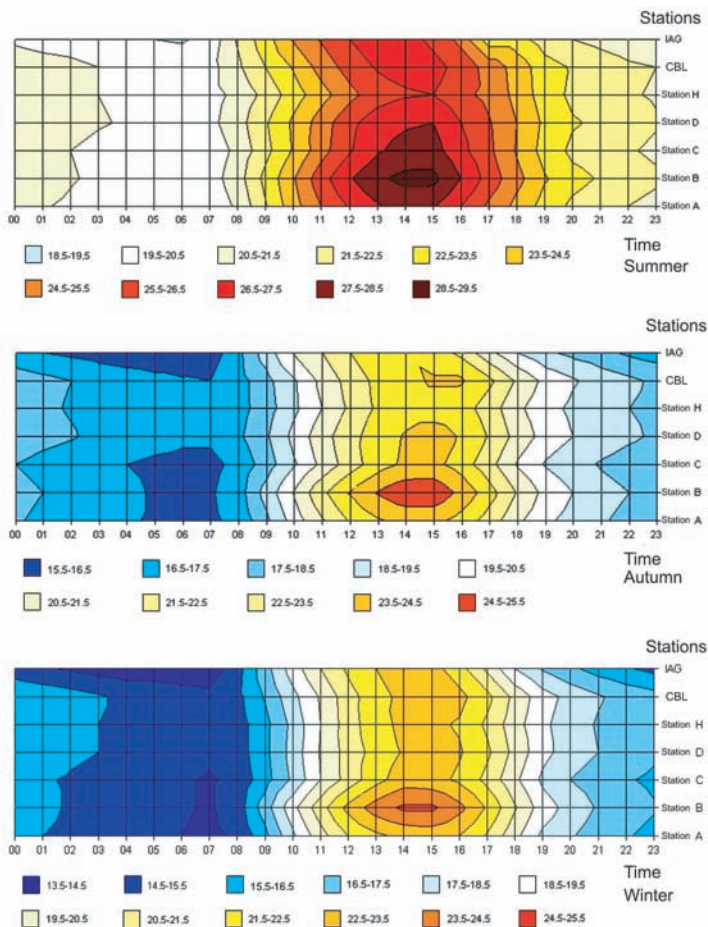 Stations
IAG
CBL
Station H
Station D
Station C
Station B
Station A
00 01 02 03 04 05 06 07 08 09 10 11 12 13 14 15 16 17 18 19 20 21 22 23
18.5-19,5 19.5-20.5 20.5-21.5 21,5-22.5 22.5-23,5 23.5-24.5
24.5-25.5 25.5-26.5 26.5-27.5 27.5-28.5 28.5-29.5
Time
Summer
Stations
IAG
CBL
Station H
Station D
Station C
Station B
Station A
00 01 02 03 04 05 06 07 08 09 10 11 12 13 14 15 16 17 18 19 20 21 22 23
15.5-16.5 16.5-17.5 17.5-18.5 18.5-19.5 19.5-20.5
20.5-21.5 21.5-22.5 22.5-23.5 23.5-24.5 24.5-25.5
Time
Autumn
Stations
IAG
CBL
Station H
Station D
Station C
Station B
Station A
00 01 02 03 04 05 06 07 08 09 10 11 12 13 14 15 16 17 18 19 20 21 22 23
13.5-14.5 14.5-15.5 15.5-16.5 16.5-17.5 17.5-18.5 18.5-19.5
19.5-20.5 20.5-21.5 21.5-22.5 22.5-23.5 23.5-24.5 24.5-25.5
Time
Winter